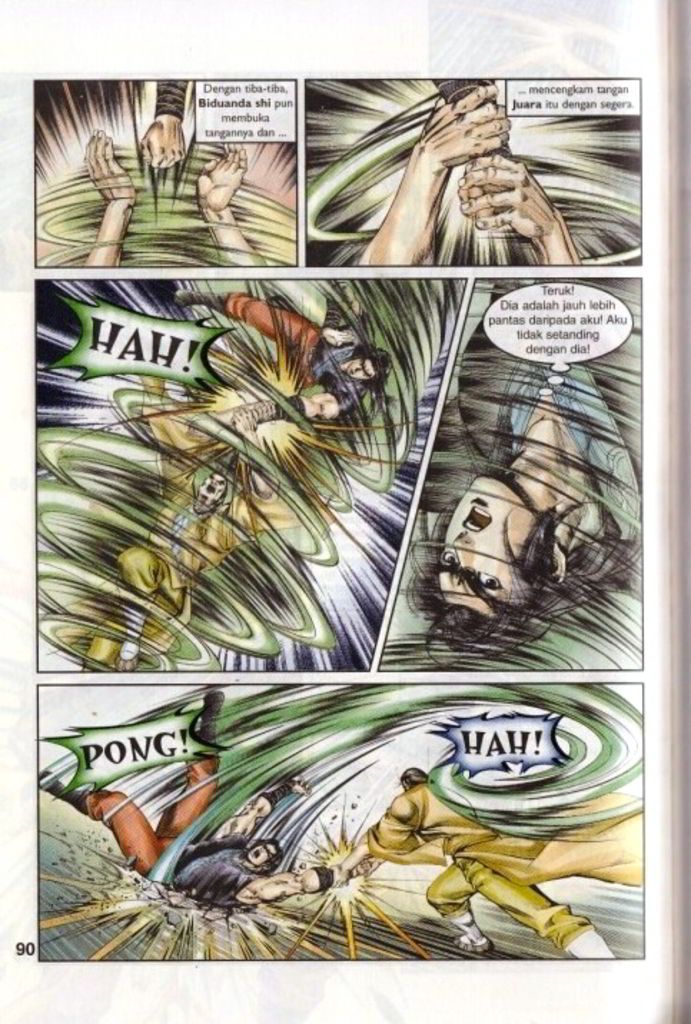 Dengan tiba-tiba,
Biduanda shi pun
membuka
tangannya dan ...
... mencengkam tangan
Juara itu dengan segera.
HAH!
Teruk!
Dia adalah jauh lebih
pantas daripada aku! Aku
tidak setanding
dengan dia!
PONG!
HAH!
90